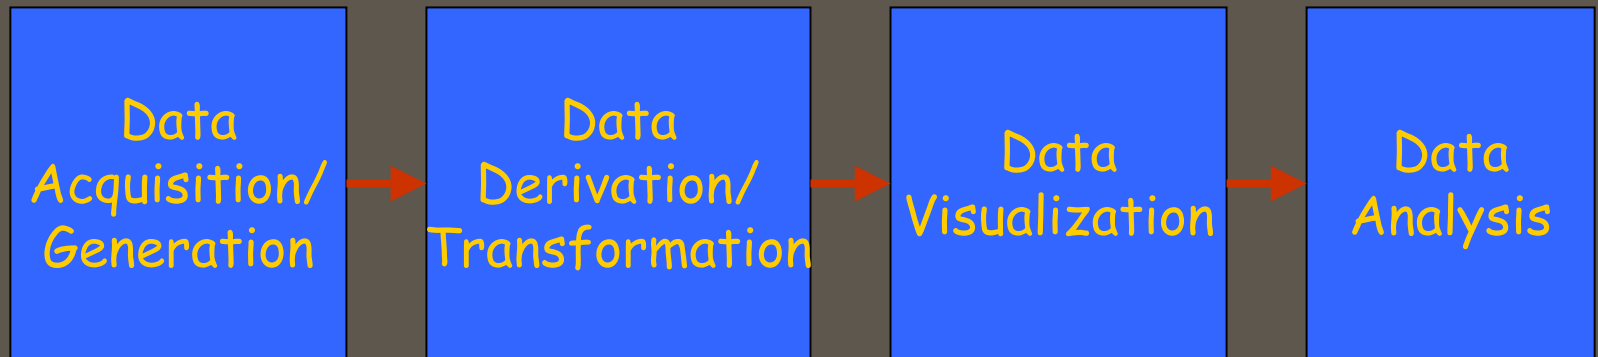 Data
Acquisition/
Generation
Data
Derivation/
Transformation
Data
Visualization
Data
Analysis